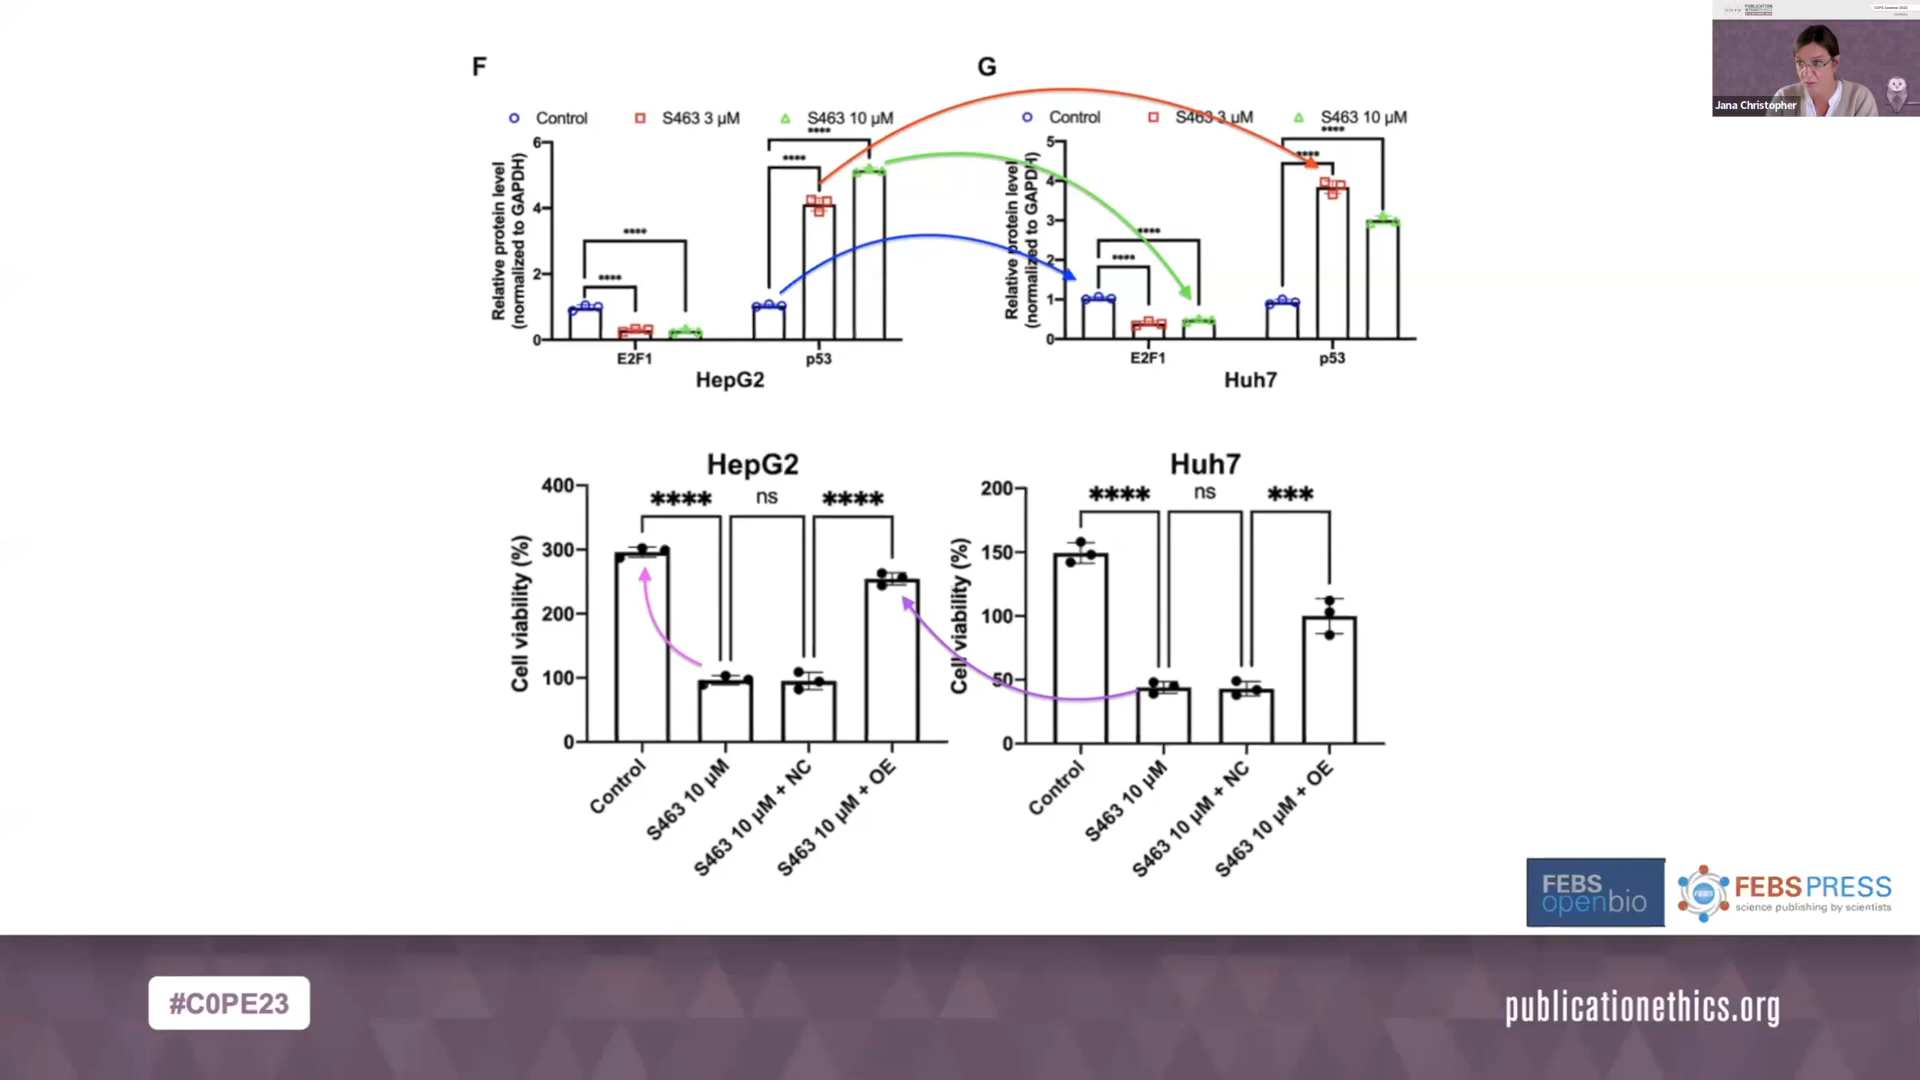 Jana Christopher
F
G
Control S463 3 µM S463 10 µM
Control S463 3 µM S463 10 µM
Relative protein level
(normalized to GAPDH)
6
4
2
0
****
****
****
****
E2F1 p53
HepG2
Relative protein level
(normalized to GAPDH)
5
4
3
2
1
0
****
****
****
****
E2F1 p53
Huh7
HepG2
Cell viability (%)
400
300
200
100
0
**** ns ****
Control
S463 10 µM
S463 10 µM + NC
S463 10 µM + OE
Huh7
Cell viability (%)
200
150
100
50
0
**** ns ***
Control
S463 10 µM
S463 10 µM + NC
S463 10 µM + OE
FEBS
openbio
FEBS
FEBS PRESS
science publishing by scientists
#C0PE23
publicationethics.org